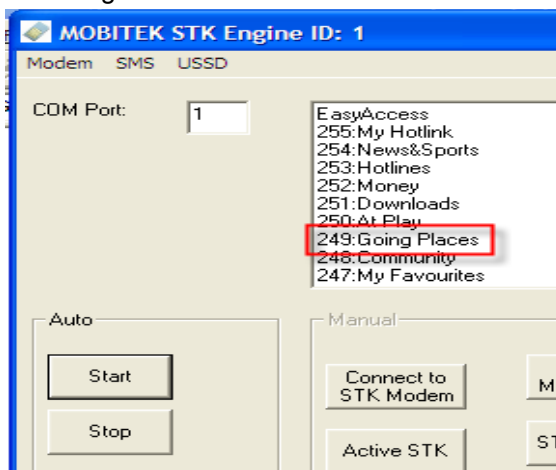 MOBITEK STK Engine ID: 1
Modem SMS USSD
COM Port:
1
EasyAccess
255:My Hotlink
254:News&Sports
253:Hotlines
252:Money
251:Downloads
250:At Play
249:Going Places
248:Community
247:My Favourites
Auto
Start
Stop
Manual
Connect to
STK Modem
M
Active STK
ST